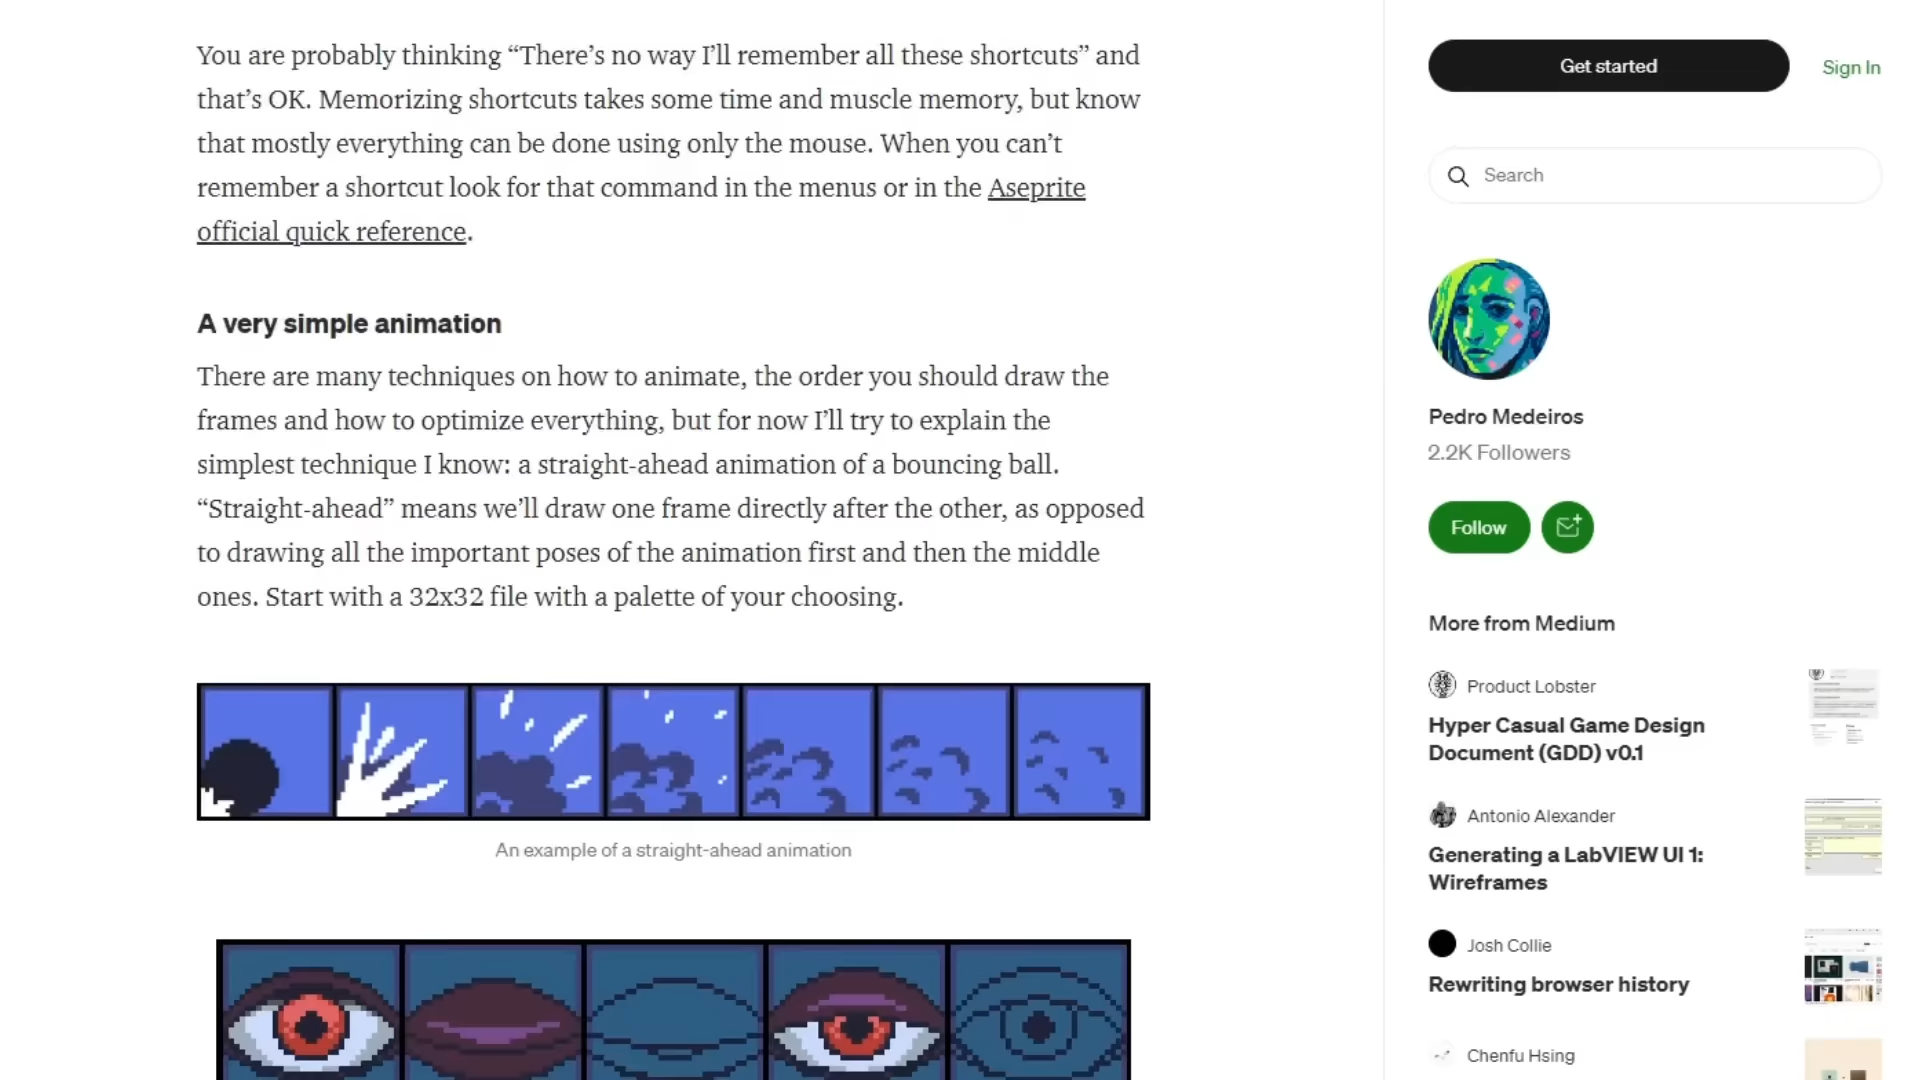 You are probably thinking “There’s no way I’ll remember all these shortcuts” and
that’s OK. Memorizing shortcuts takes some time and muscle memory, but know
that mostly everything can be done using only the mouse. When you can’t
remember a shortcut look for that command in the menus or in the Aseprite
official quick reference.
A very simple animation
There are many techniques on how to animate, the order you should draw the
frames and how to optimize everything, but for now I’ll try to explain the
simplest technique I know: a straight-ahead animation of a bouncing ball.
“Straight-ahead” means we’ll draw one frame directly after the other, as opposed
to drawing all the important poses of the animation first and then the middle
ones. Start with a 32x32 file with a palette of your choosing.
An example of a straight-ahead animation
Get started
Sign In
Search
Pedro Medeiros
2.2K Followers
Follow
More from Medium
Product Lobster
Hyper Casual Game Design
Document (GDD) v0.1
Antonio Alexander
Generating a LabVIEW UI 1:
Wireframes
Josh Collie
Rewriting browser history
Chenfu Hsing